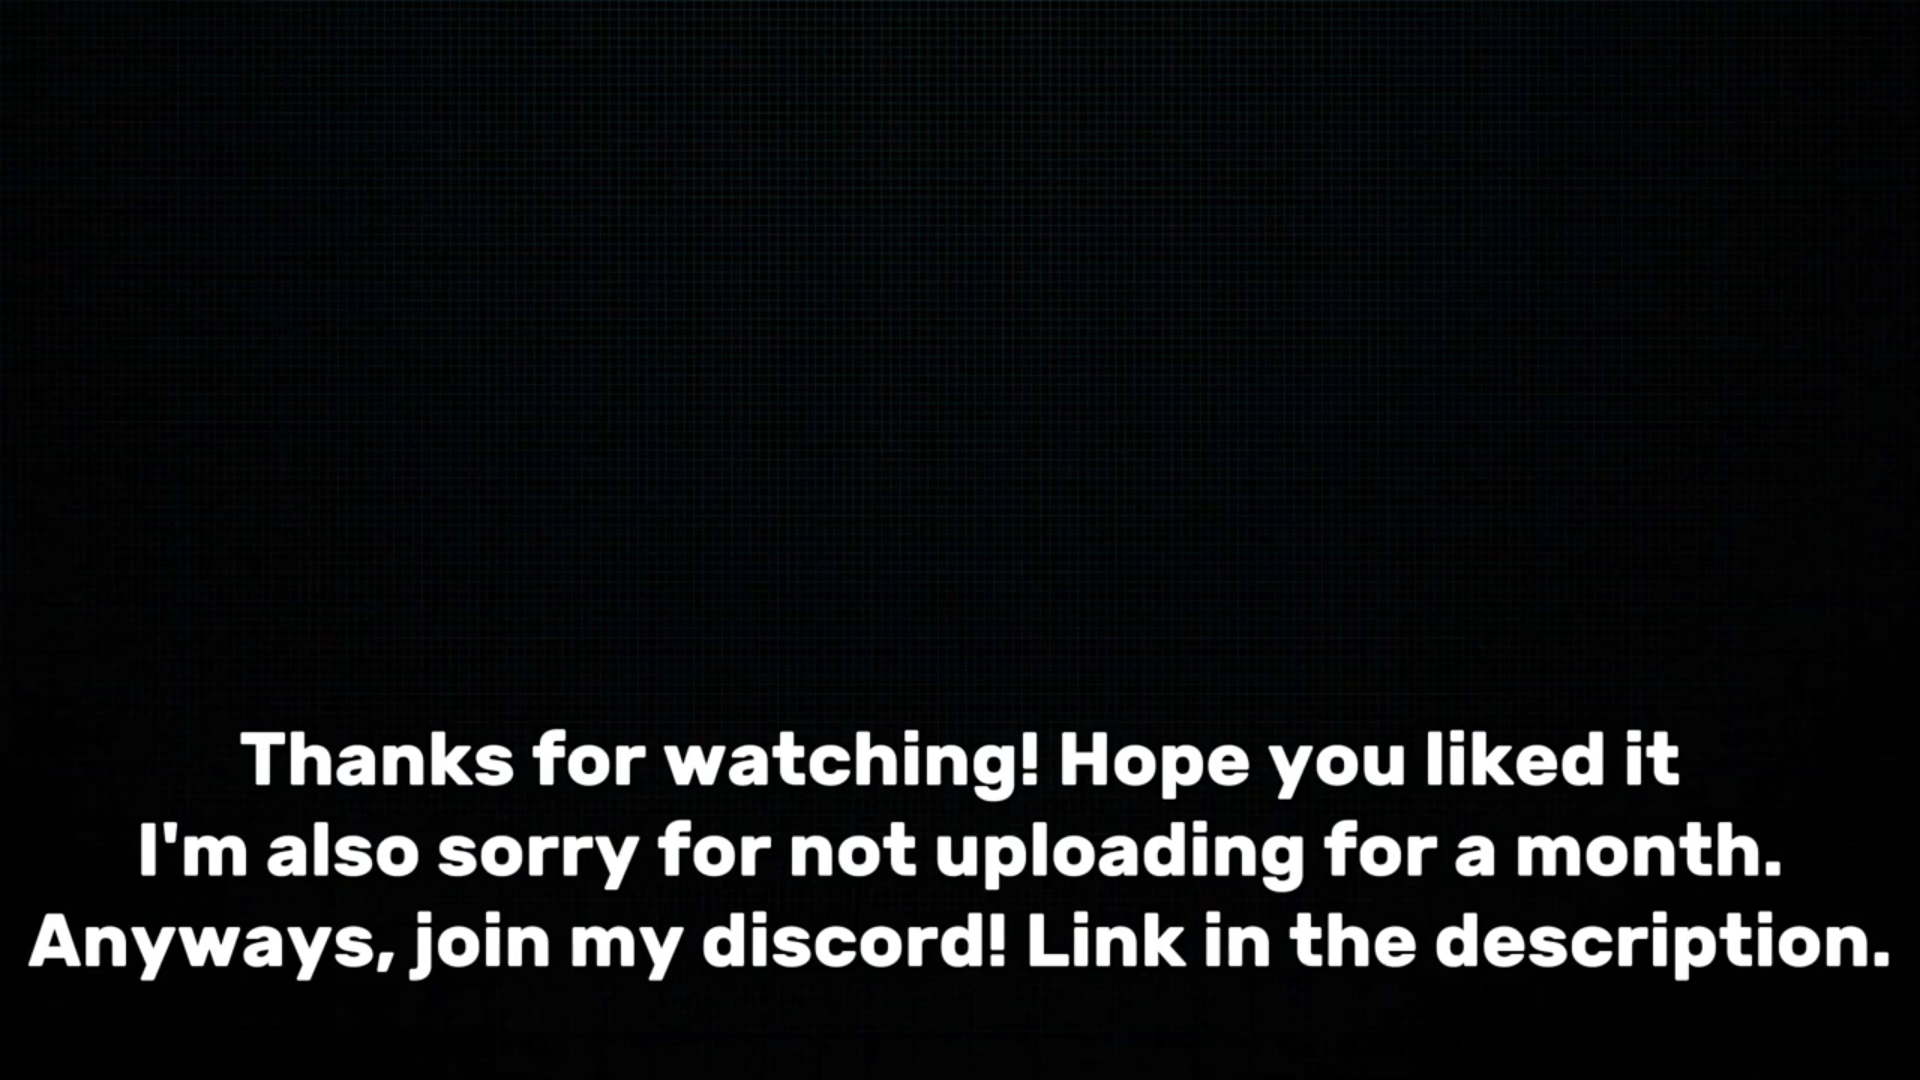 Thanks for watching! Hope you liked it
I'm also sorry for not uploading for a month.
Anyways, join my discord! Link in the description.